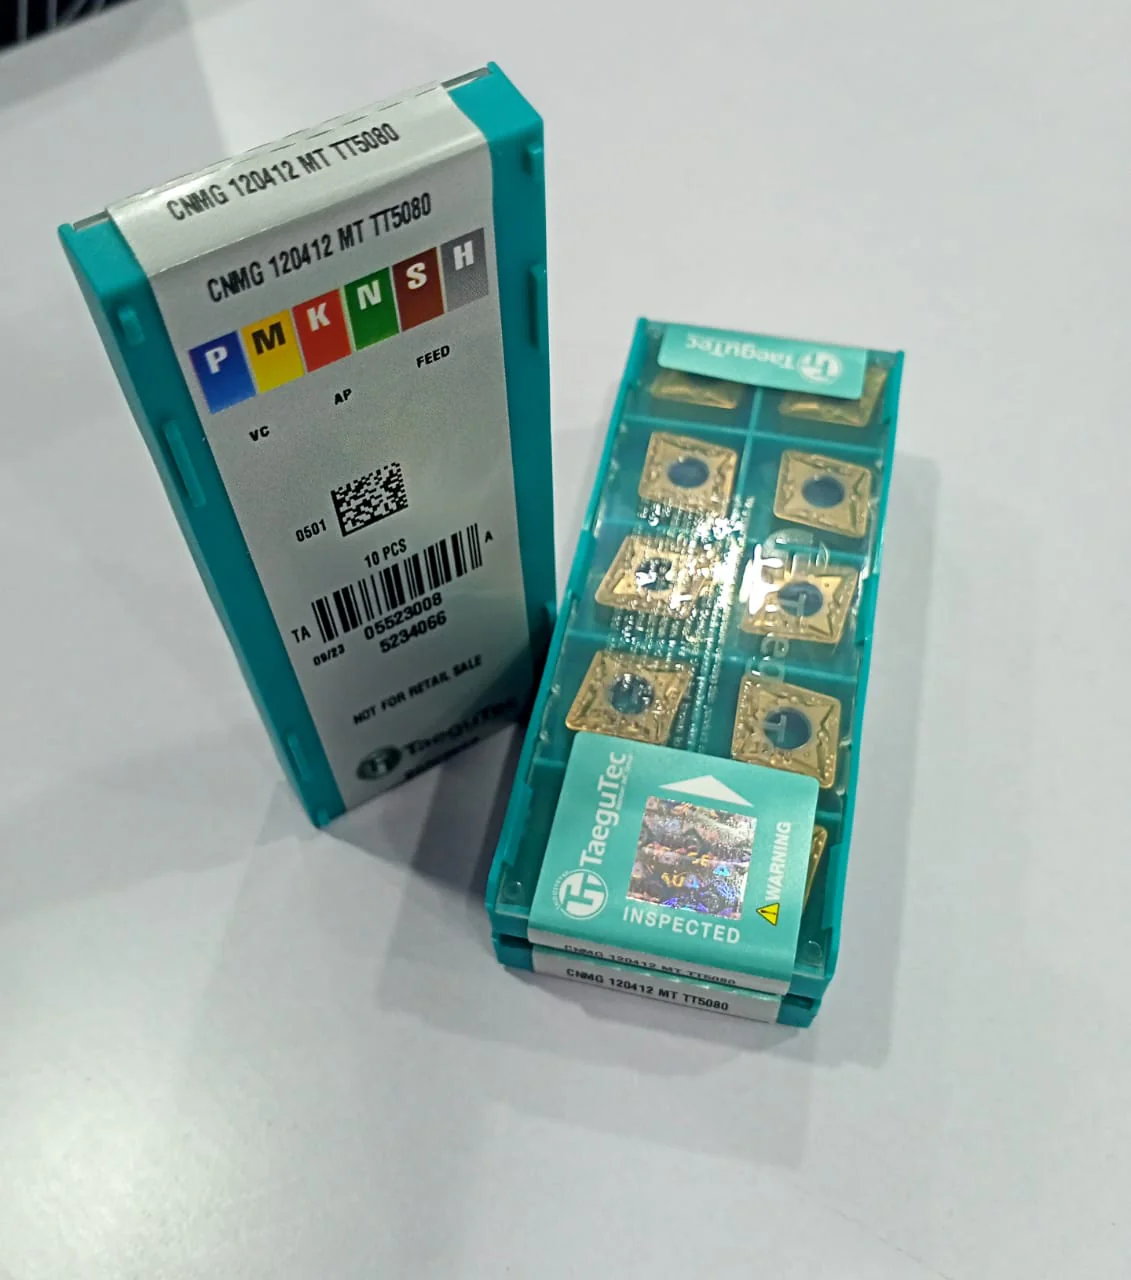 CNMG 120412 MT TT5080
CNMG 120412 MT TT5080
P M K N S H
VC AP FEED
0501
10 PCS
A
TA
05523008
09/23
5234066
NOT FOR RETAIL SALE
TaeguTec
TaeguTec
TaeguTec
INSPECTED
WARNING
CNMG 120412 MT TT5080
CNMG 120412 MT TT5080